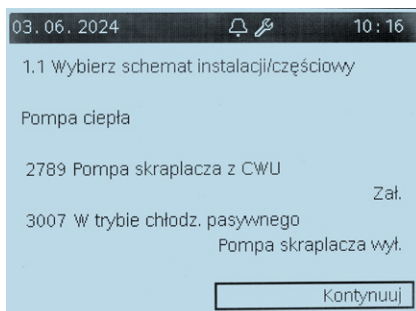 03.06.2024 10:16
1.1 Wybierz schemat instalacji/częściowy
Pompa ciepła
2789 Pompa skraplacza z CWU
Zał.
3007 W trybie chłodz. pasywnego
Pompa skraplacza wył.
Kontynuuj